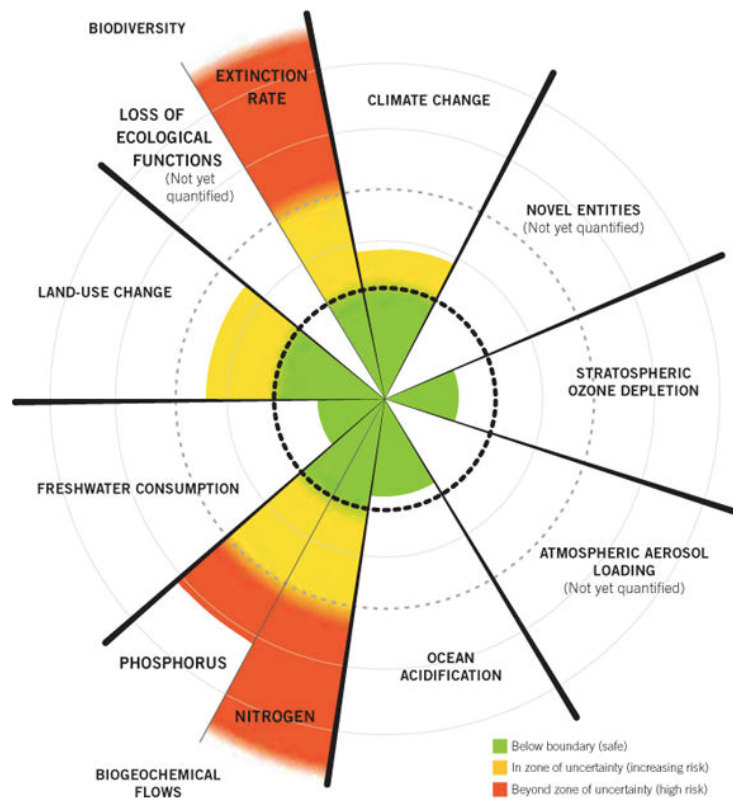 BIODIVERSITY
EXTINCTION
RATE
LOSS OF
ECOLOGICAL
FUNCTIONS
(Not yet
quantified)
CLIMATE CHANGE
NOVEL ENTITIES
(Not yet quantified)
LAND-USE CHANGE
STRATOSPHERIC
OZONE DEPLETION
FRESHWATER CONSUMPTION
ATMOSPHERIC AEROSOL
LOADING
(Not yet quantified)
PHOSPHORUS
OCEAN
ACIDIFICATION
NITROGEN
BIOGEOCHEMICAL
FLOWS
Below boundary (safe)
In zone of uncertainty (increasing risk)
Beyond zone of uncertainty (high risk)